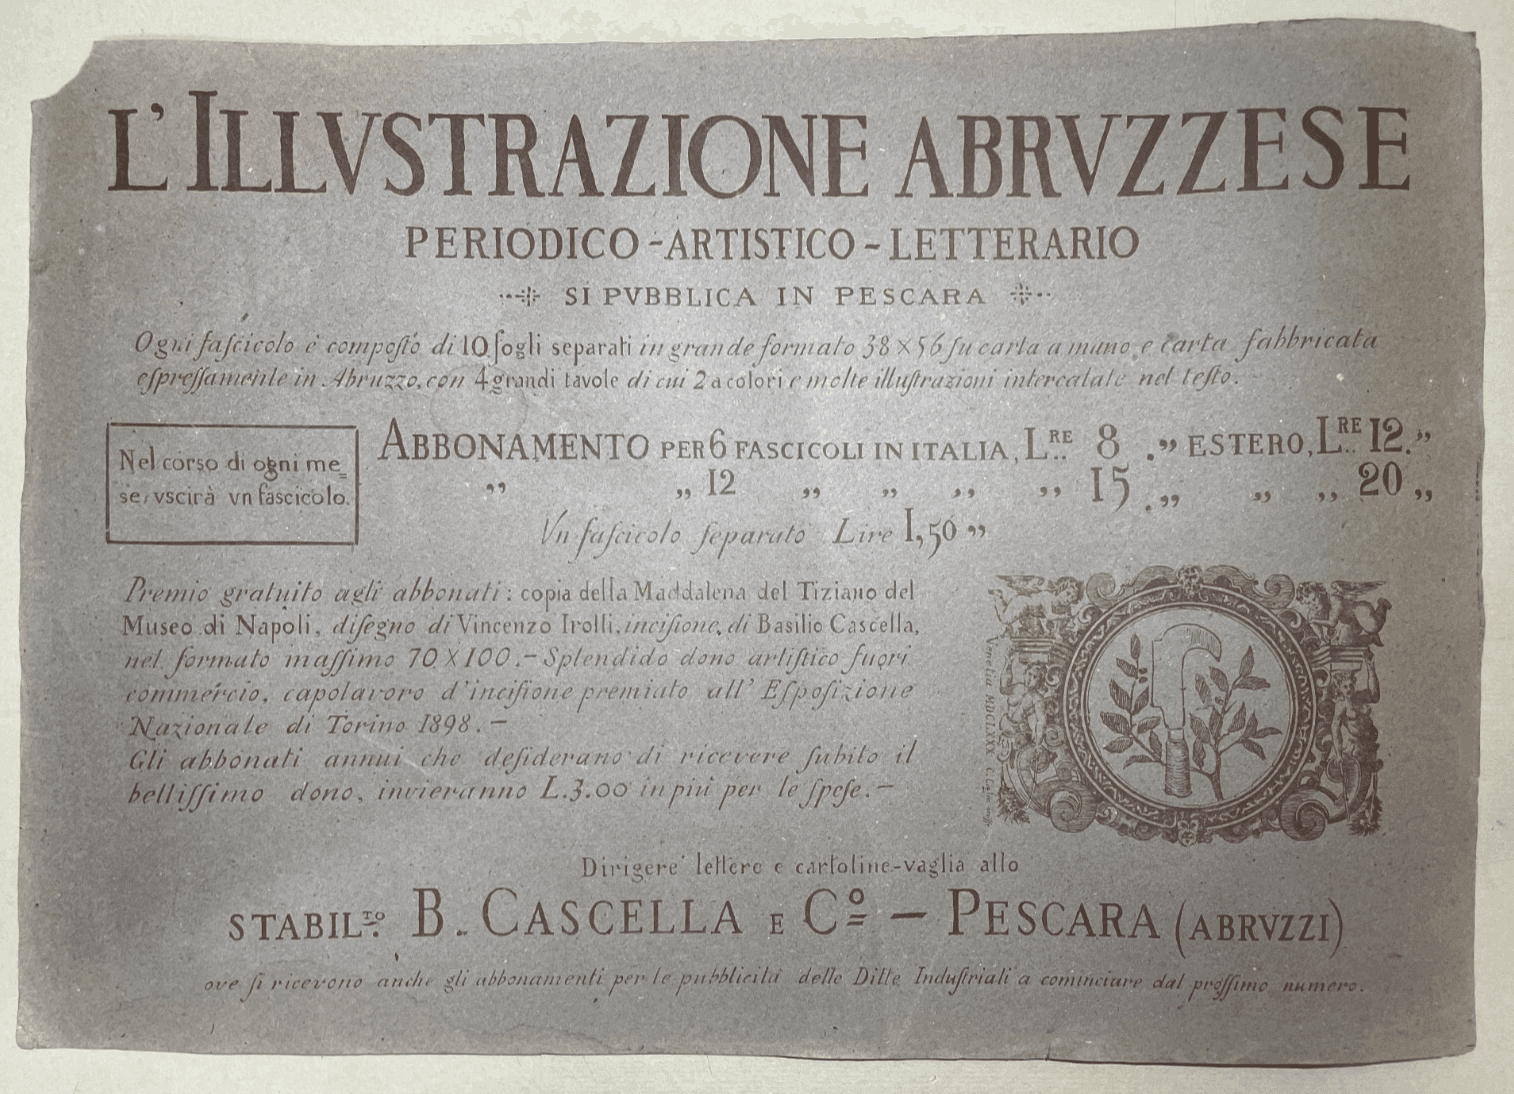 L'ILLVSTRAZIONE ABRVZZESE
PERIODICO-ARTISTICO-LETTERARIO
SI PVBBLICA IN PESCARA
Ogni faſcicolo è compoſto di 10 fogli separati in grande formato 38×56 ſu carta a mano e carta fabbricata
eſpreſſamente in Abruzzo, con 4 grandi tavole di cui 2 a colori e molte illuſtrazioni intercalate nel teſto.
Nel corso di ogni me=
se, vscirà vn fascicolo.
ABBONAMENTO PER 6 FASCICOLI IN ITALIA, LRE 8 .„ ESTERO, LRE 12.„
„ „ 12 „ „ „ „ 15 .„ „ „ 20 „
Vn faſcicolo ſeparato Lire 1,50 „
Premio gratuito agli abbonati: copia della Maddalena del Tiziano del
Museo di Napoli, diſegno di Vincenzo Irolli, inciſione, di Basilio Cascella,
nel formato maſſimo 70×100.- Splendido dono artiſtico fuori
commercio, capolavoro d'inciſione premiato all' Eſpoſizione
Nazionale di Torino 1898.-
Gli abbonati annui che deſiderano di ricevere ſubito il
belliſſimo dono, invieranno L.3.00 in più per le ſpeſe.-
Venetia MDCLXXX
Dirigere lettere e cartoline-vaglia allo
STABIL.TO B. CASCELLA E Cº - PESCARA (ABRVZZI)
ove ſi ricevono anche gli abbonamenti per le pubblicità delle Ditte Induſtriali a cominciare dal proſſimo numero.